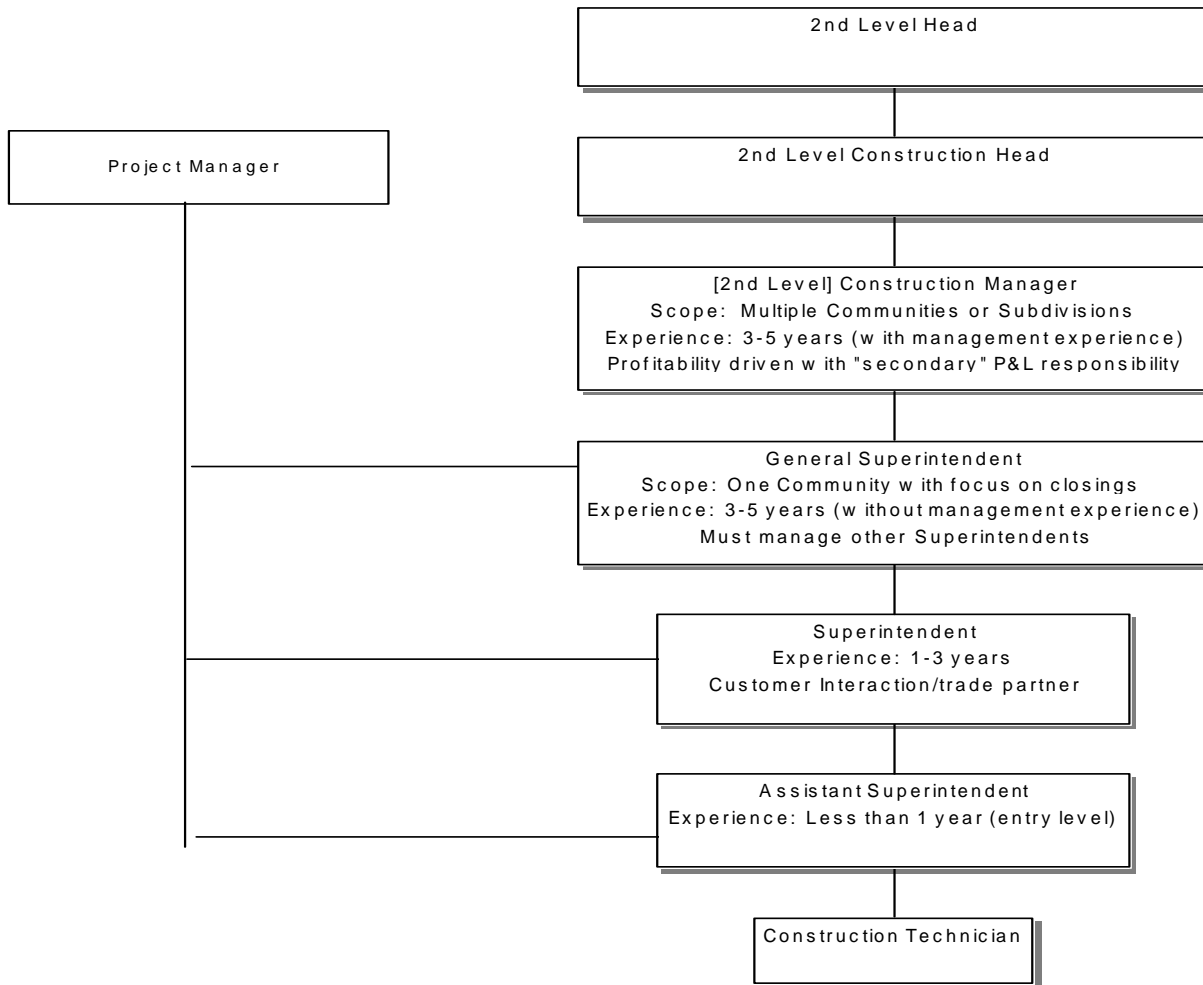 2nd Level Head
2nd Level Construction Head
Project Manager
[2nd Level] Construction Manager
Scope: Multiple Communities or Subdivisions
Experience: 3-5 years (with management experience)
Profitability driven with "secondary" P&L responsibility
General Superintendent
Scope: One Community with focus on closings
Experience: 3-5 years (without management experience)
Must manage other Superintendents
Superintendent
Experience: 1-3 years
Customer Interaction/trade partner
Assistant Superintendent
Experience: Less than 1 year (entry level)
Construction Technician